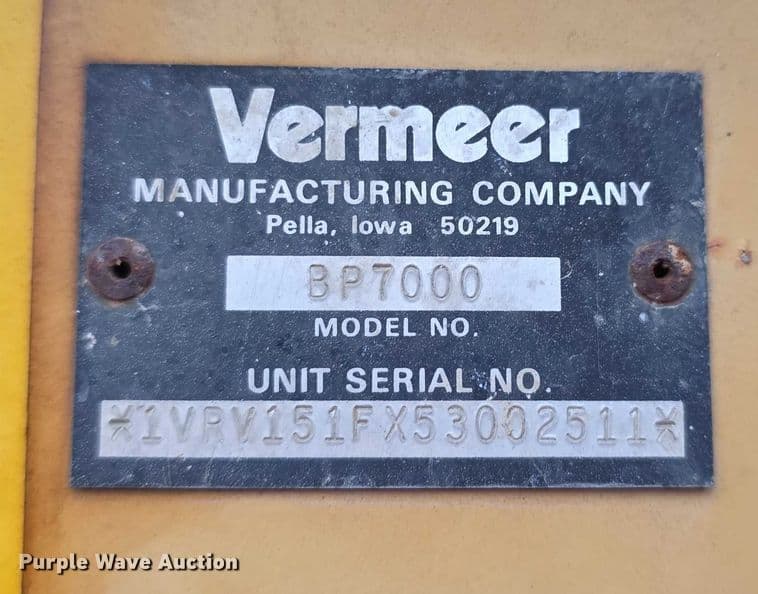 Vermeer
MANUFACTURING COMPANY
Pella, Iowa 50219
BP7000
MODEL NO.
UNIT SERIAL NO.
*1VRV151FX53002511*
Purple Wave Auction